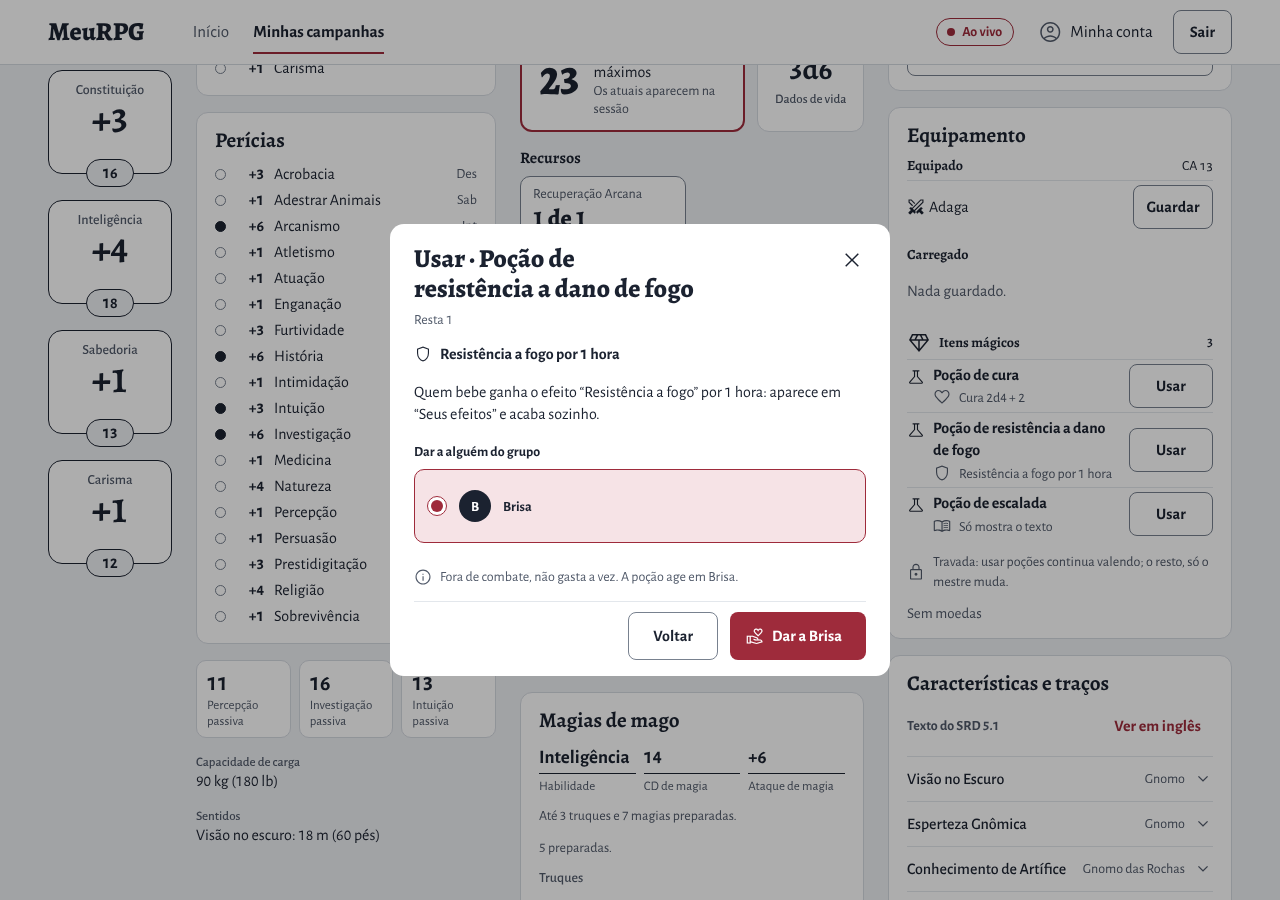 MeuRPG
Início
Minhas campanhas
Ao vivo
Minha conta
Sair
Constituição
+3
16
Inteligência
+4
18
Sabedoria
+1
13
Carisma
+1
12
+1 Carisma
Perícias
+3 Acrobacia Des
+1 Adestrar Animais Sab
+6 Arcanismo
+1 Atletismo
+1 Atuação
+1 Enganação
+3 Furtividade
+6 História
+1 Intimidação
+3 Intuição
+6 Investigação
+1 Medicina
+4 Natureza
+1 Percepção
+1 Persuasão
+3 Prestidigitação
+4 Religião
+1 Sobrevivência
11
Percepção
passiva
16
Investigação
passiva
13
Intuição
passiva
Capacidade de carga
90 kg (180 lb)
Sentidos
Visão no escuro: 18 m (60 pés)
23
máximos
Os atuais aparecem na
sessão
3d6
Dados de vida
Recursos
Recuperação Arcana
1 de 1
Usar · Poção de
resistência a dano de fogo
Resta 1
Resistência a fogo por 1 hora
Quem bebe ganha o efeito “Resistência a fogo” por 1 hora: aparece em
“Seus efeitos” e acaba sozinho.
Dar a alguém do grupo
B Brisa
Fora de combate, não gasta a vez. A poção age em Brisa.
Voltar
Dar a Brisa
Magias de mago
Inteligência
Habilidade
14
CD de magia
+6
Ataque de magia
Até 3 truques e 7 magias preparadas.
5 preparadas.
Truques
Equipamento
Equipado CA 13
Adaga Guardar
Carregado
Nada guardado.
Itens mágicos 3
Poção de cura
Cura 2d4 + 2
Usar
Poção de resistência a dano
de fogo
Resistência a fogo por 1 hora
Usar
Poção de escalada
Só mostra o texto
Usar
Travada: usar poções continua valendo; o resto, só o
mestre muda.
Sem moedas
Características e traços
Texto do SRD 5.1 Ver em inglês
Visão no Escuro Gnomo
Esperteza Gnômica Gnomo
Conhecimento de Artífice Gnomo das Rochas